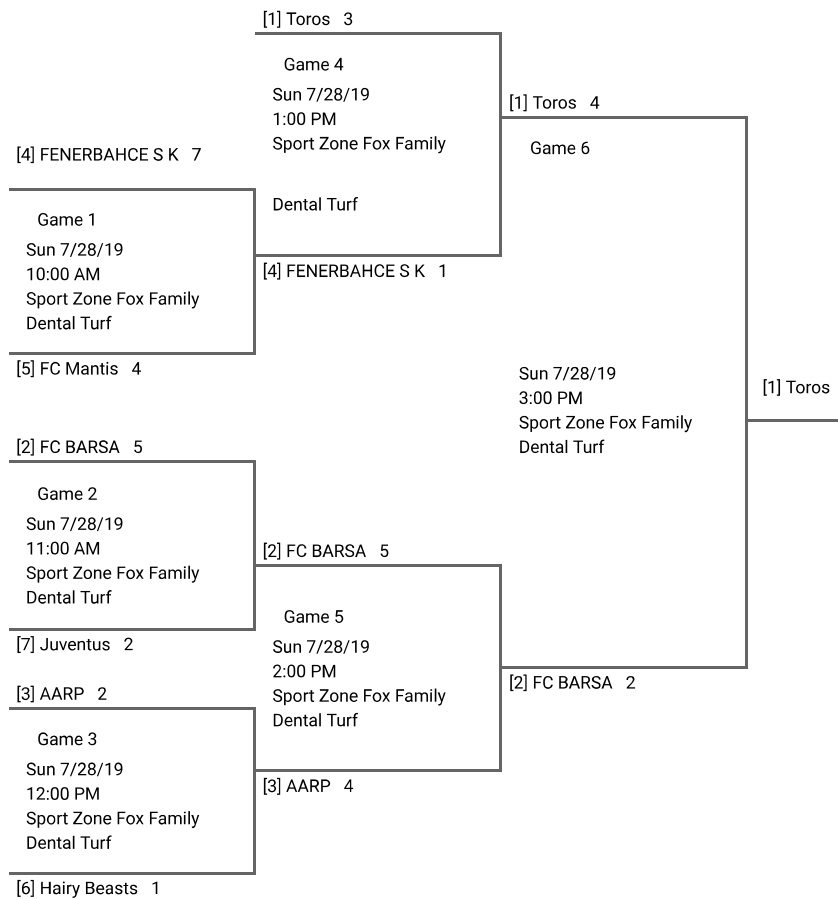 [1] Toros 3
Game 4
Sun 7/28/19
1:00 PM
Sport Zone Fox Family
Dental Turf
[4] FENERBAHCE S K 1
[4] FENERBAHCE S K 7
Game 1
Sun 7/28/19
10:00 AM
Sport Zone Fox Family
Dental Turf
[5] FC Mantis 4
[2] FC BARSA 5
Game 2
Sun 7/28/19
11:00 AM
Sport Zone Fox Family
Dental Turf
[7] Juventus 2
[3] AARP 2
Game 3
Sun 7/28/19
12:00 PM
Sport Zone Fox Family
Dental Turf
[6] Hairy Beasts 1
[2] FC BARSA 5
Game 5
Sun 7/28/19
2:00 PM
Sport Zone Fox Family
Dental Turf
[3] AARP 4
[1] Toros 4
Game 6
Sun 7/28/19
3:00 PM
Sport Zone Fox Family
Dental Turf
[2] FC BARSA 2
[1] Toros